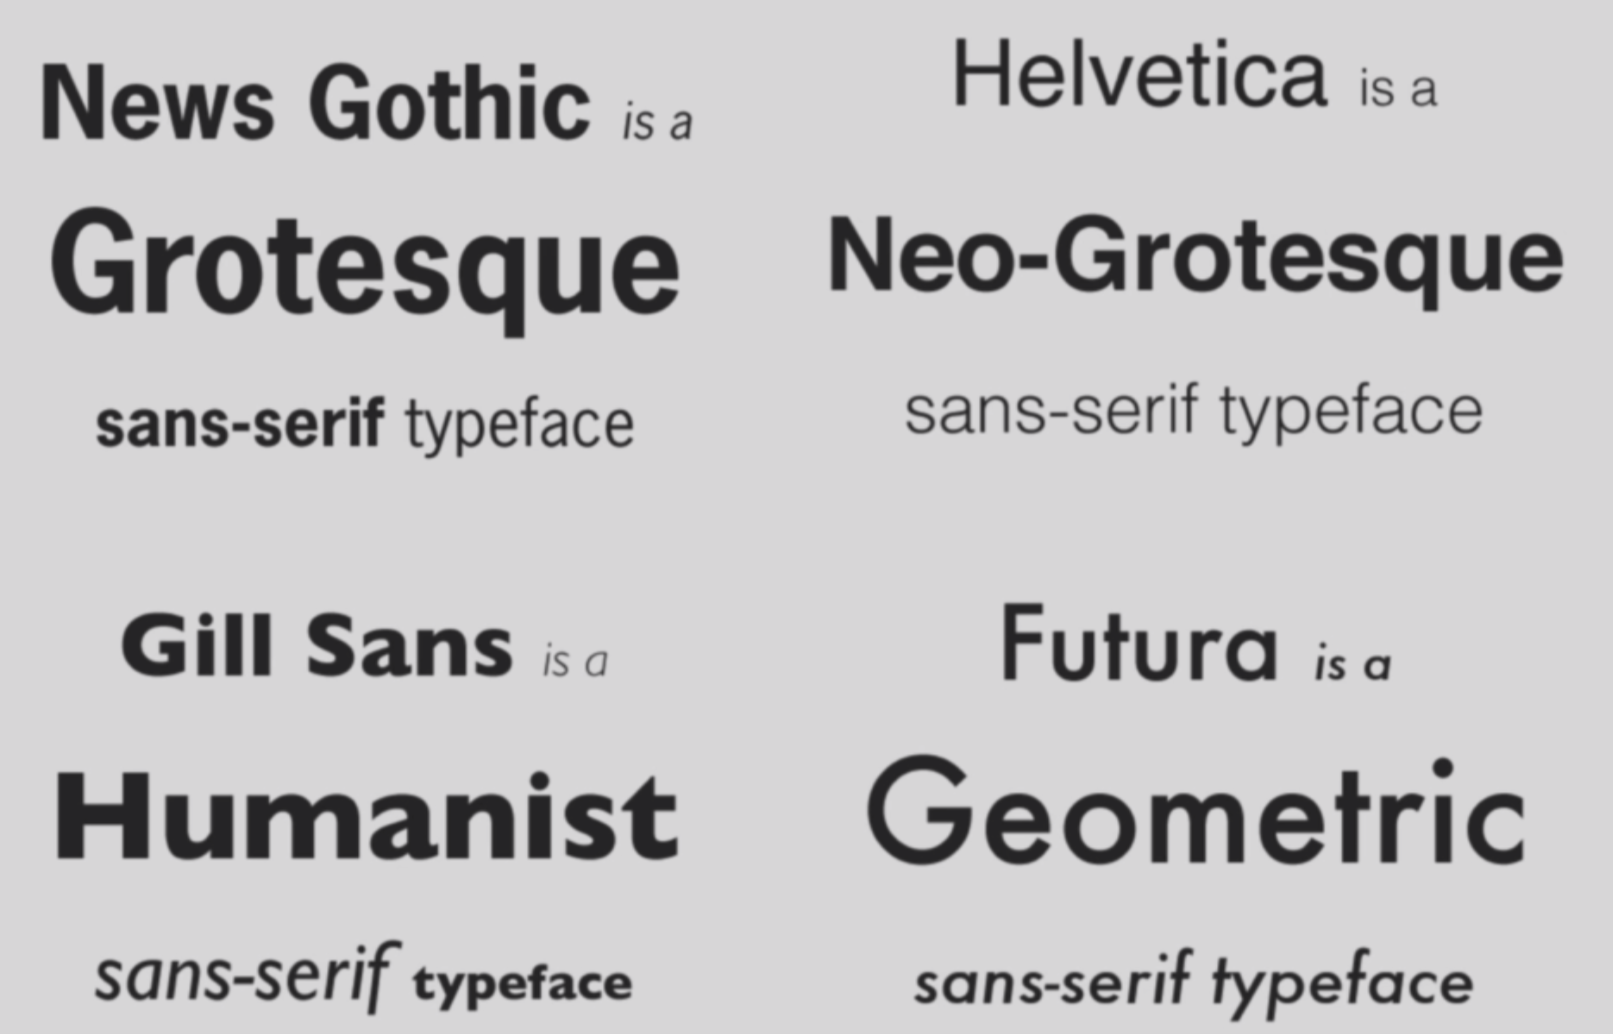 News Gothic is a
Grotesque
sans-serif typeface
Helvetica is a
Neo-Grotesque
sans-serif typeface
Gill Sans is a
Humanist
sans-serif typeface
Futura is a
Geometric
sans-serif typeface